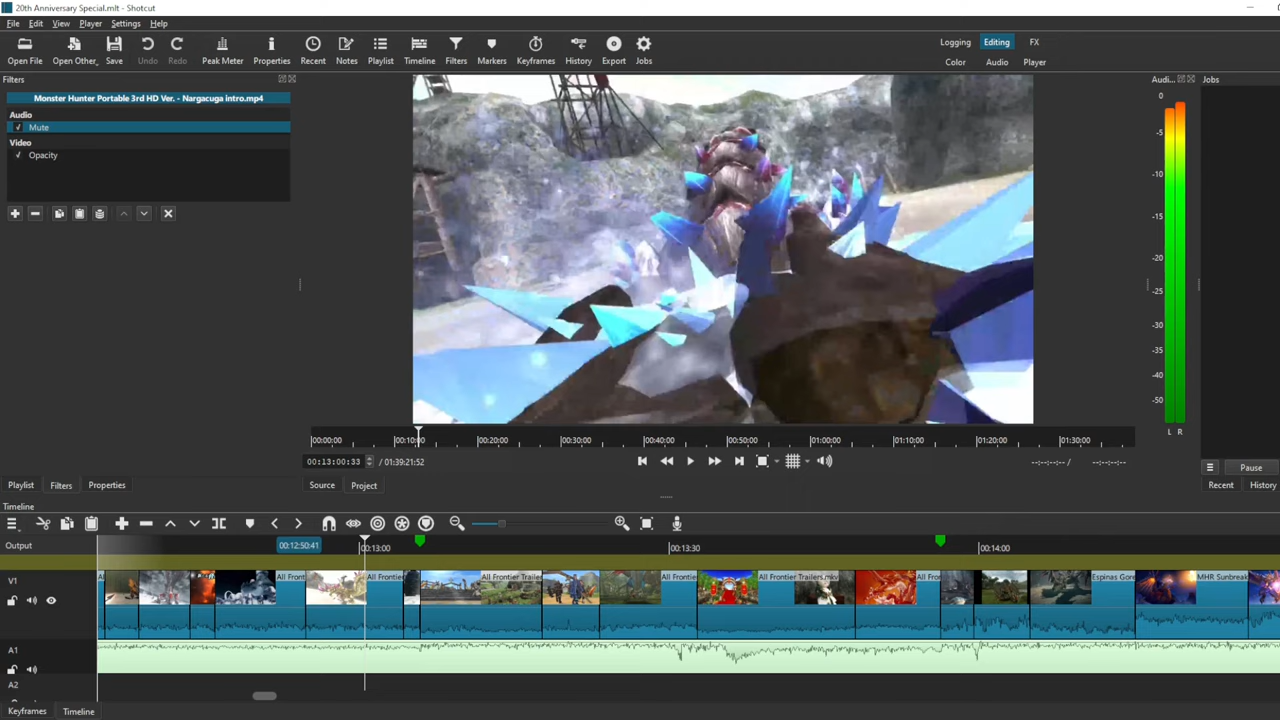 20th Anniversary Special.mlt - Shotcut
File Edit View Player Settings Help
Open File Open Other.. Save Undo Redo Peak Meter Properties Recent Notes Playlist Timeline Filters Markers Keyframes History Export Jobs
Logging Editing FX
Color Audio Player
Filters
Monster Hunter Portable 3rd HD Ver. - Nargacuga intro.mp4
Audio
Mute
Video
Opacity
Audi...
0
-5
-10
-15
-20
-25
-30
-35
-40
-45
-50
L R
Jobs
00:00:00 00:10:00 00:20:00 00:30:00 00:40:00 00:50:00 01:00:00 01:10:00 01:20:00 01:30:00
00:13:00:33 / 01:39:21:52
--:--:--:-- / --:--:--:--
Pause
Playlist Filters Properties
Source Project
Recent History
Timeline
Output
00:12:50:41
00:13:00
00:13:30
00:14:00
V1
All Front All Frontier All Frontier Trailer All Frontier All Frontier Trailers.mkv All Fro Espinas Gore MHR Sunbreak
A1
A2
Keyframes Timeline